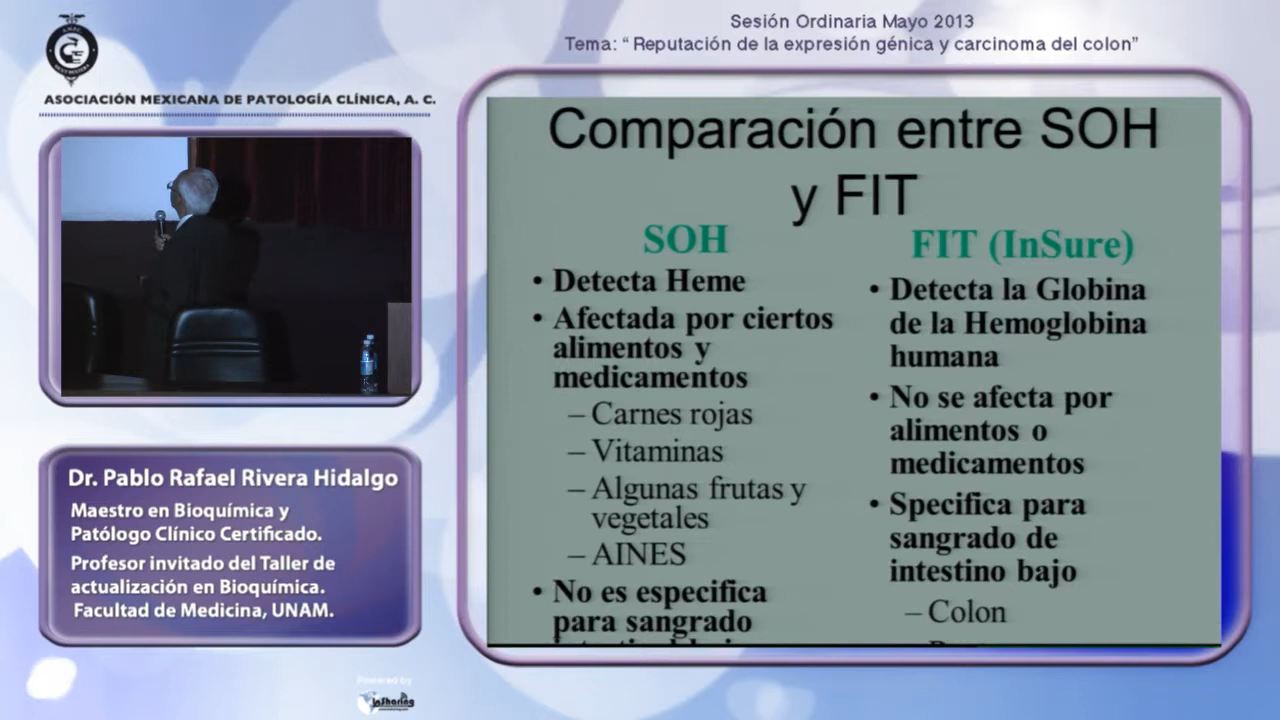 Sesión Ordinaria Mayo 2013
Tema: “ Reputación de la expresión génica y carcinoma del colon”
ASOCIACIÓN MEXICANA DE PATOLOGÍA CLÍNICA, A. C.
Dr. Pablo Rafael Rivera Hidalgo
Maestro en Bioquímica y
Patólogo Clínico Certificado.
Profesor invitado del Taller de
actualización en Bioquímica.
Facultad de Medicina, UNAM.
Powered by
InSharing
Comparación entre SOH
y FIT
SOH
• Detecta Heme
• Afectada por ciertos
alimentos y
medicamentos
– Carnes rojas
– Vitaminas
– Algunas frutas y
vegetales
– AINES
• No es especifica
para sangrado
FIT (InSure)
• Detecta la Globina
de la Hemoglobina
humana
• No se afecta por
alimentos o
medicamentos
• Specifica para
sangrado de
intestino bajo
– Colon